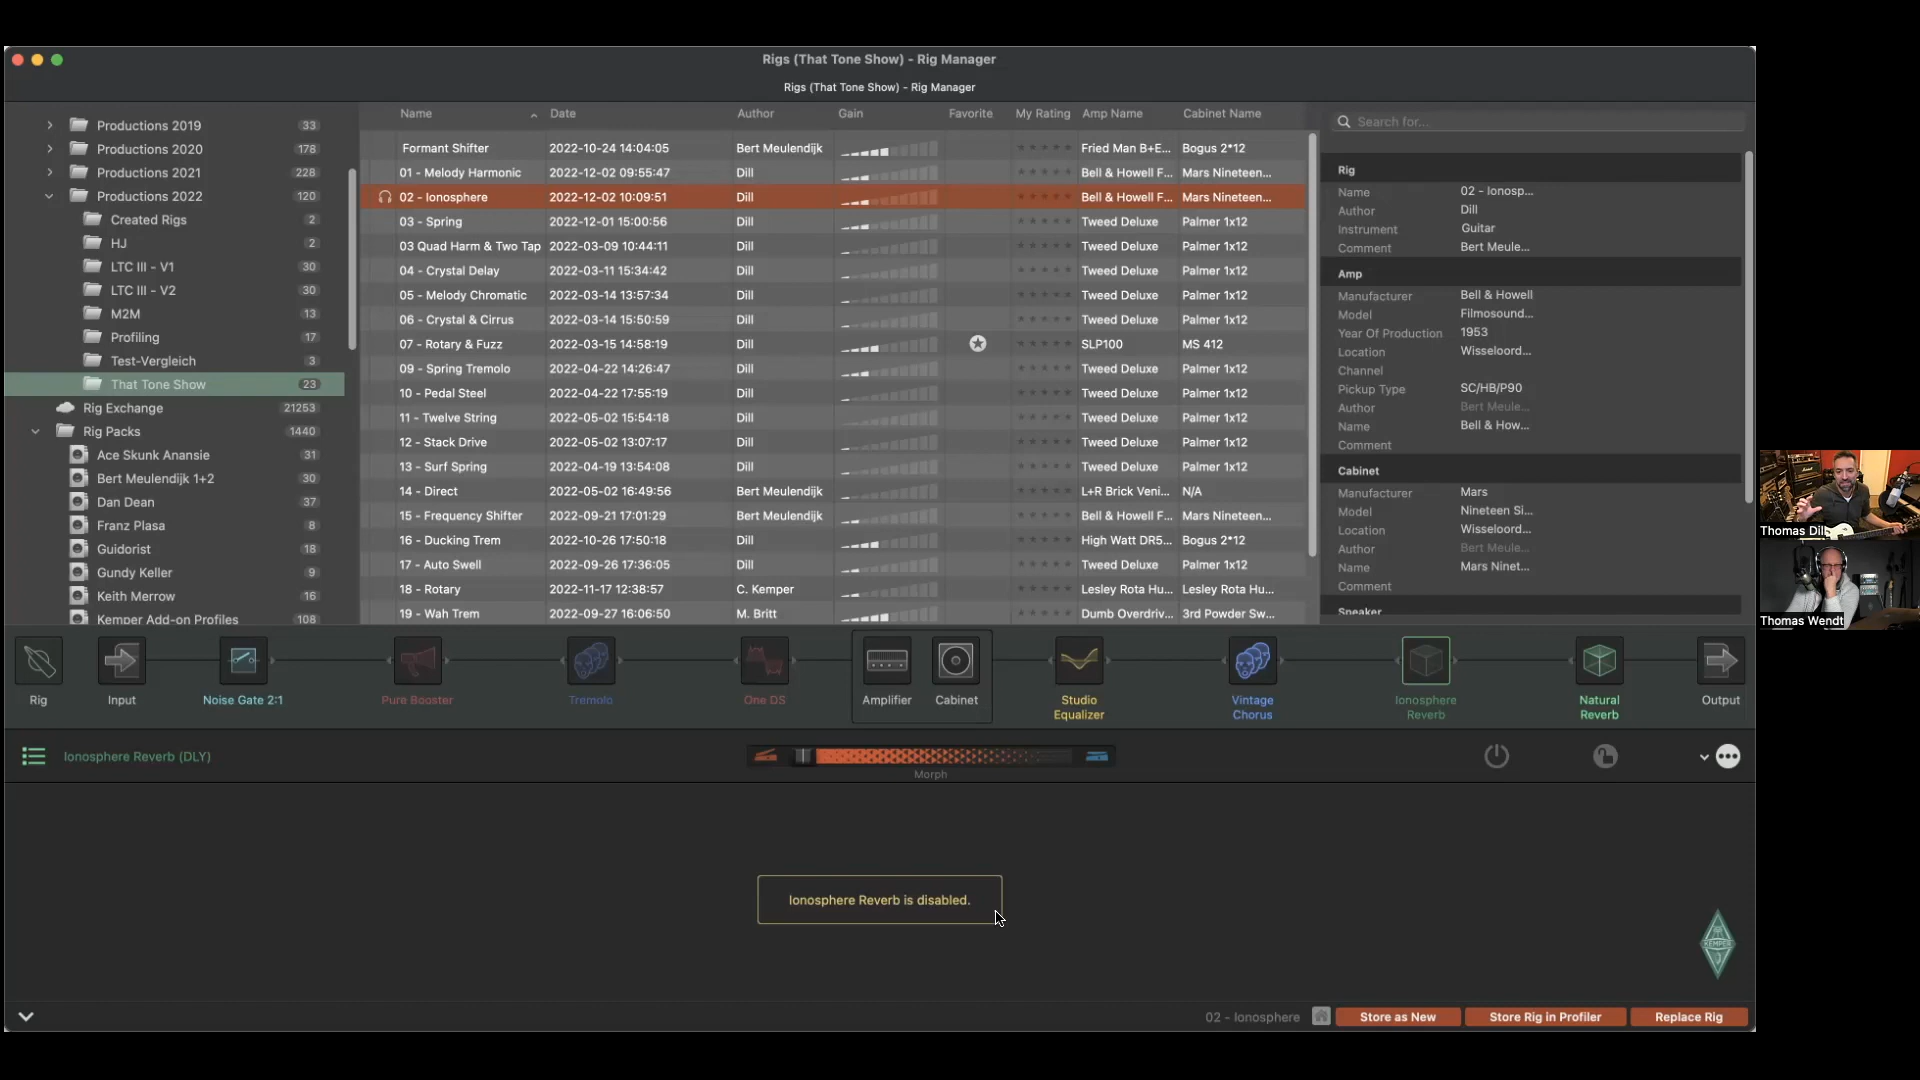 Rigs (That Tone Show) - Rig Manager
Rigs (That Tone Show) - Rig Manager
Productions 2019 33
Productions 2020 178
Productions 2021 228
Productions 2022 120
Created Rigs 2
HJ 2
LTC III - V1 30
LTC III - V2 30
M2M 13
Profiling 17
Test-Vergleich 3
That Tone Show 23
Rig Exchange 21253
Rig Packs 1440
Ace Skunk Anansie 31
Bert Meulendijk 1+2 30
Dan Dean 37
Franz Plasa 8
Guidorist 18
Gundy Keller 9
Keith Merrow 16
Kemper Add-on Profiles 108
Name Date Author Gain Favorite My Rating Amp Name Cabinet Name
Formant Shifter 2022-10-24 14:04:05 Bert Meulendijk Fried Man B+E... Bogus 2*12
01 - Melody Harmonic 2022-12-02 09:55:47 Dill Bell & Howell F... Mars Nineteen...
02 - Ionosphere 2022-12-02 10:09:51 Dill Bell & Howell F... Mars Nineteen...
03 - Spring 2022-12-01 15:00:56 Dill Tweed Deluxe Palmer 1x12
03 Quad Harm & Two Tap 2022-03-09 10:44:11 Dill Tweed Deluxe Palmer 1x12
04 - Crystal Delay 2022-03-11 15:34:42 Dill Tweed Deluxe Palmer 1x12
05 - Melody Chromatic 2022-03-14 13:57:34 Dill Tweed Deluxe Palmer 1x12
06 - Crystal & Cirrus 2022-03-14 15:50:59 Dill Tweed Deluxe Palmer 1x12
07 - Rotary & Fuzz 2022-03-15 14:58:19 Dill SLP100 MS 412
09 - Spring Tremolo 2022-04-22 14:26:47 Dill Tweed Deluxe Palmer 1x12
10 - Pedal Steel 2022-04-22 17:55:19 Dill Tweed Deluxe Palmer 1x12
11 - Twelve String 2022-05-02 15:54:18 Dill Tweed Deluxe Palmer 1x12
12 - Stack Drive 2022-05-02 13:07:17 Dill Tweed Deluxe Palmer 1x12
13 - Surf Spring 2022-04-19 13:54:08 Dill Tweed Deluxe Palmer 1x12
14 - Direct 2022-05-02 16:49:56 Bert Meulendijk L+R Brick Veni... N/A
15 - Frequency Shifter 2022-09-21 17:01:29 Bert Meulendijk Bell & Howell F... Mars Nineteen...
16 - Ducking Trem 2022-10-26 17:50:18 Dill High Watt DR5... Bogus 2*12
17 - Auto Swell 2022-09-26 17:36:05 Dill Tweed Deluxe Palmer 1x12
18 - Rotary 2022-11-17 12:38:57 C. Kemper Lesley Rota Hu... Lesley Rota Hu...
19 - Wah Trem 2022-09-27 16:06:50 M. Britt Dumb Overdriv... 3rd Powder Sw...
Search for...
Rig
Name 02 - Ionosp...
Author Dill
Instrument Guitar
Comment Bert Meule...
Amp
Manufacturer Bell & Howell
Model Filmosound...
Year Of Production 1953
Location Wisseloord...
Channel
Pickup Type SC/HB/P90
Author Bert Meule...
Name Bell & How...
Comment
Cabinet
Manufacturer Mars
Model Nineteen Si...
Location Wisseloord...
Author Bert Meule...
Name Mars Ninet...
Comment
Speaker
Thomas Dill
Thomas Wendt
Rig
Input
Noise Gate 2:1
Pure Booster
Tremolo
One DS
Amplifier
Cabinet
Studio
Equalizer
Vintage
Chorus
Ionosphere
Reverb
Natural
Reverb
Output
Ionosphere Reverb (DLY)
Morph
Ionosphere Reverb is disabled.
KEMPER
02 - Ionosphere
Store as New
Store Rig in Profiler
Replace Rig